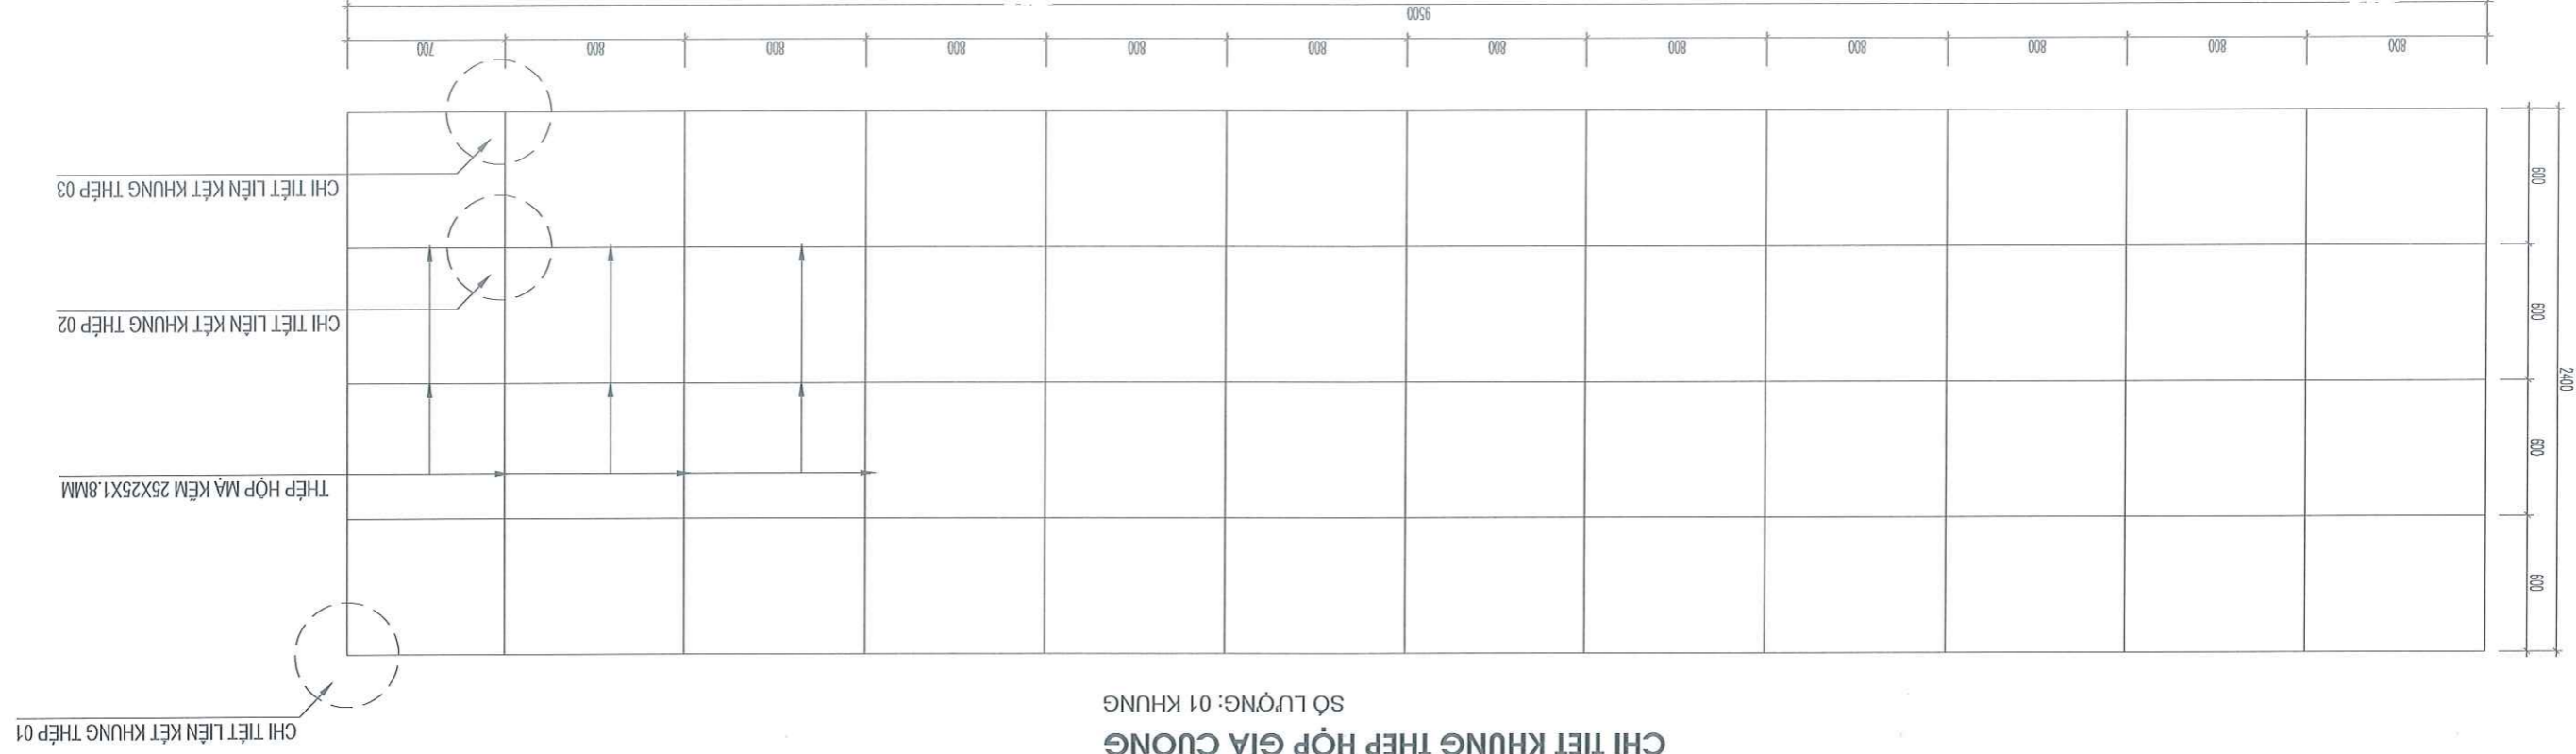 CHI TIẾT KHUNG THÉP HỘP GIA CƯỜNG
SỐ LƯỢNG: 01 KHUNG
CHI TIẾT LIÊN KẾT KHUNG THÉP 01
600
THÉP HỘP MẠ KẼM 25X25X1.8MM
600
2400
CHI TIẾT LIÊN KẾT KHUNG THÉP 02
600
CHI TIẾT LIÊN KẾT KHUNG THÉP 03
600
800 800 800 800 800 800 800 800 800 800 800 700
9500